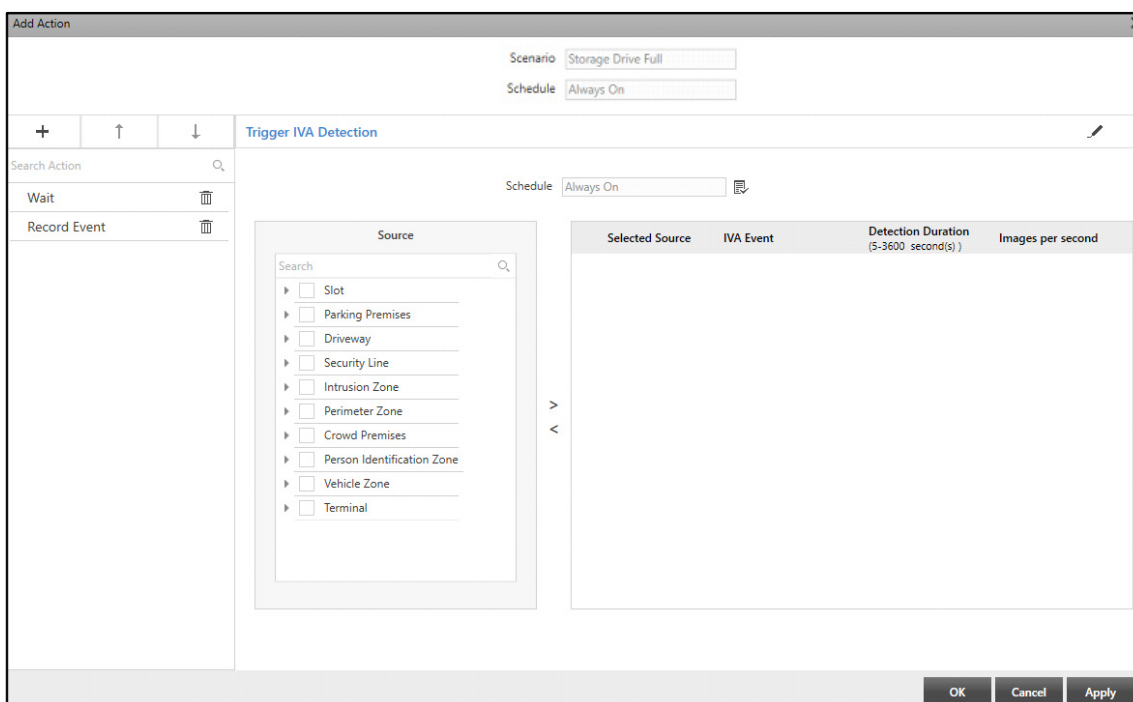 Add Action
Scenario Storage Drive Full
Schedule Always On
Trigger IVA Detection
Search Action
Wait
Record Event
Schedule Always On
Source
Search
Slot
Parking Premises
Driveway
Security Line
Intrusion Zone
Perimeter Zone
Crowd Premises
Person Identification Zone
Vehicle Zone
Terminal
>
<
Selected Source IVA Event Detection Duration Images per second
(5-3600 second(s) )
OK Cancel Apply